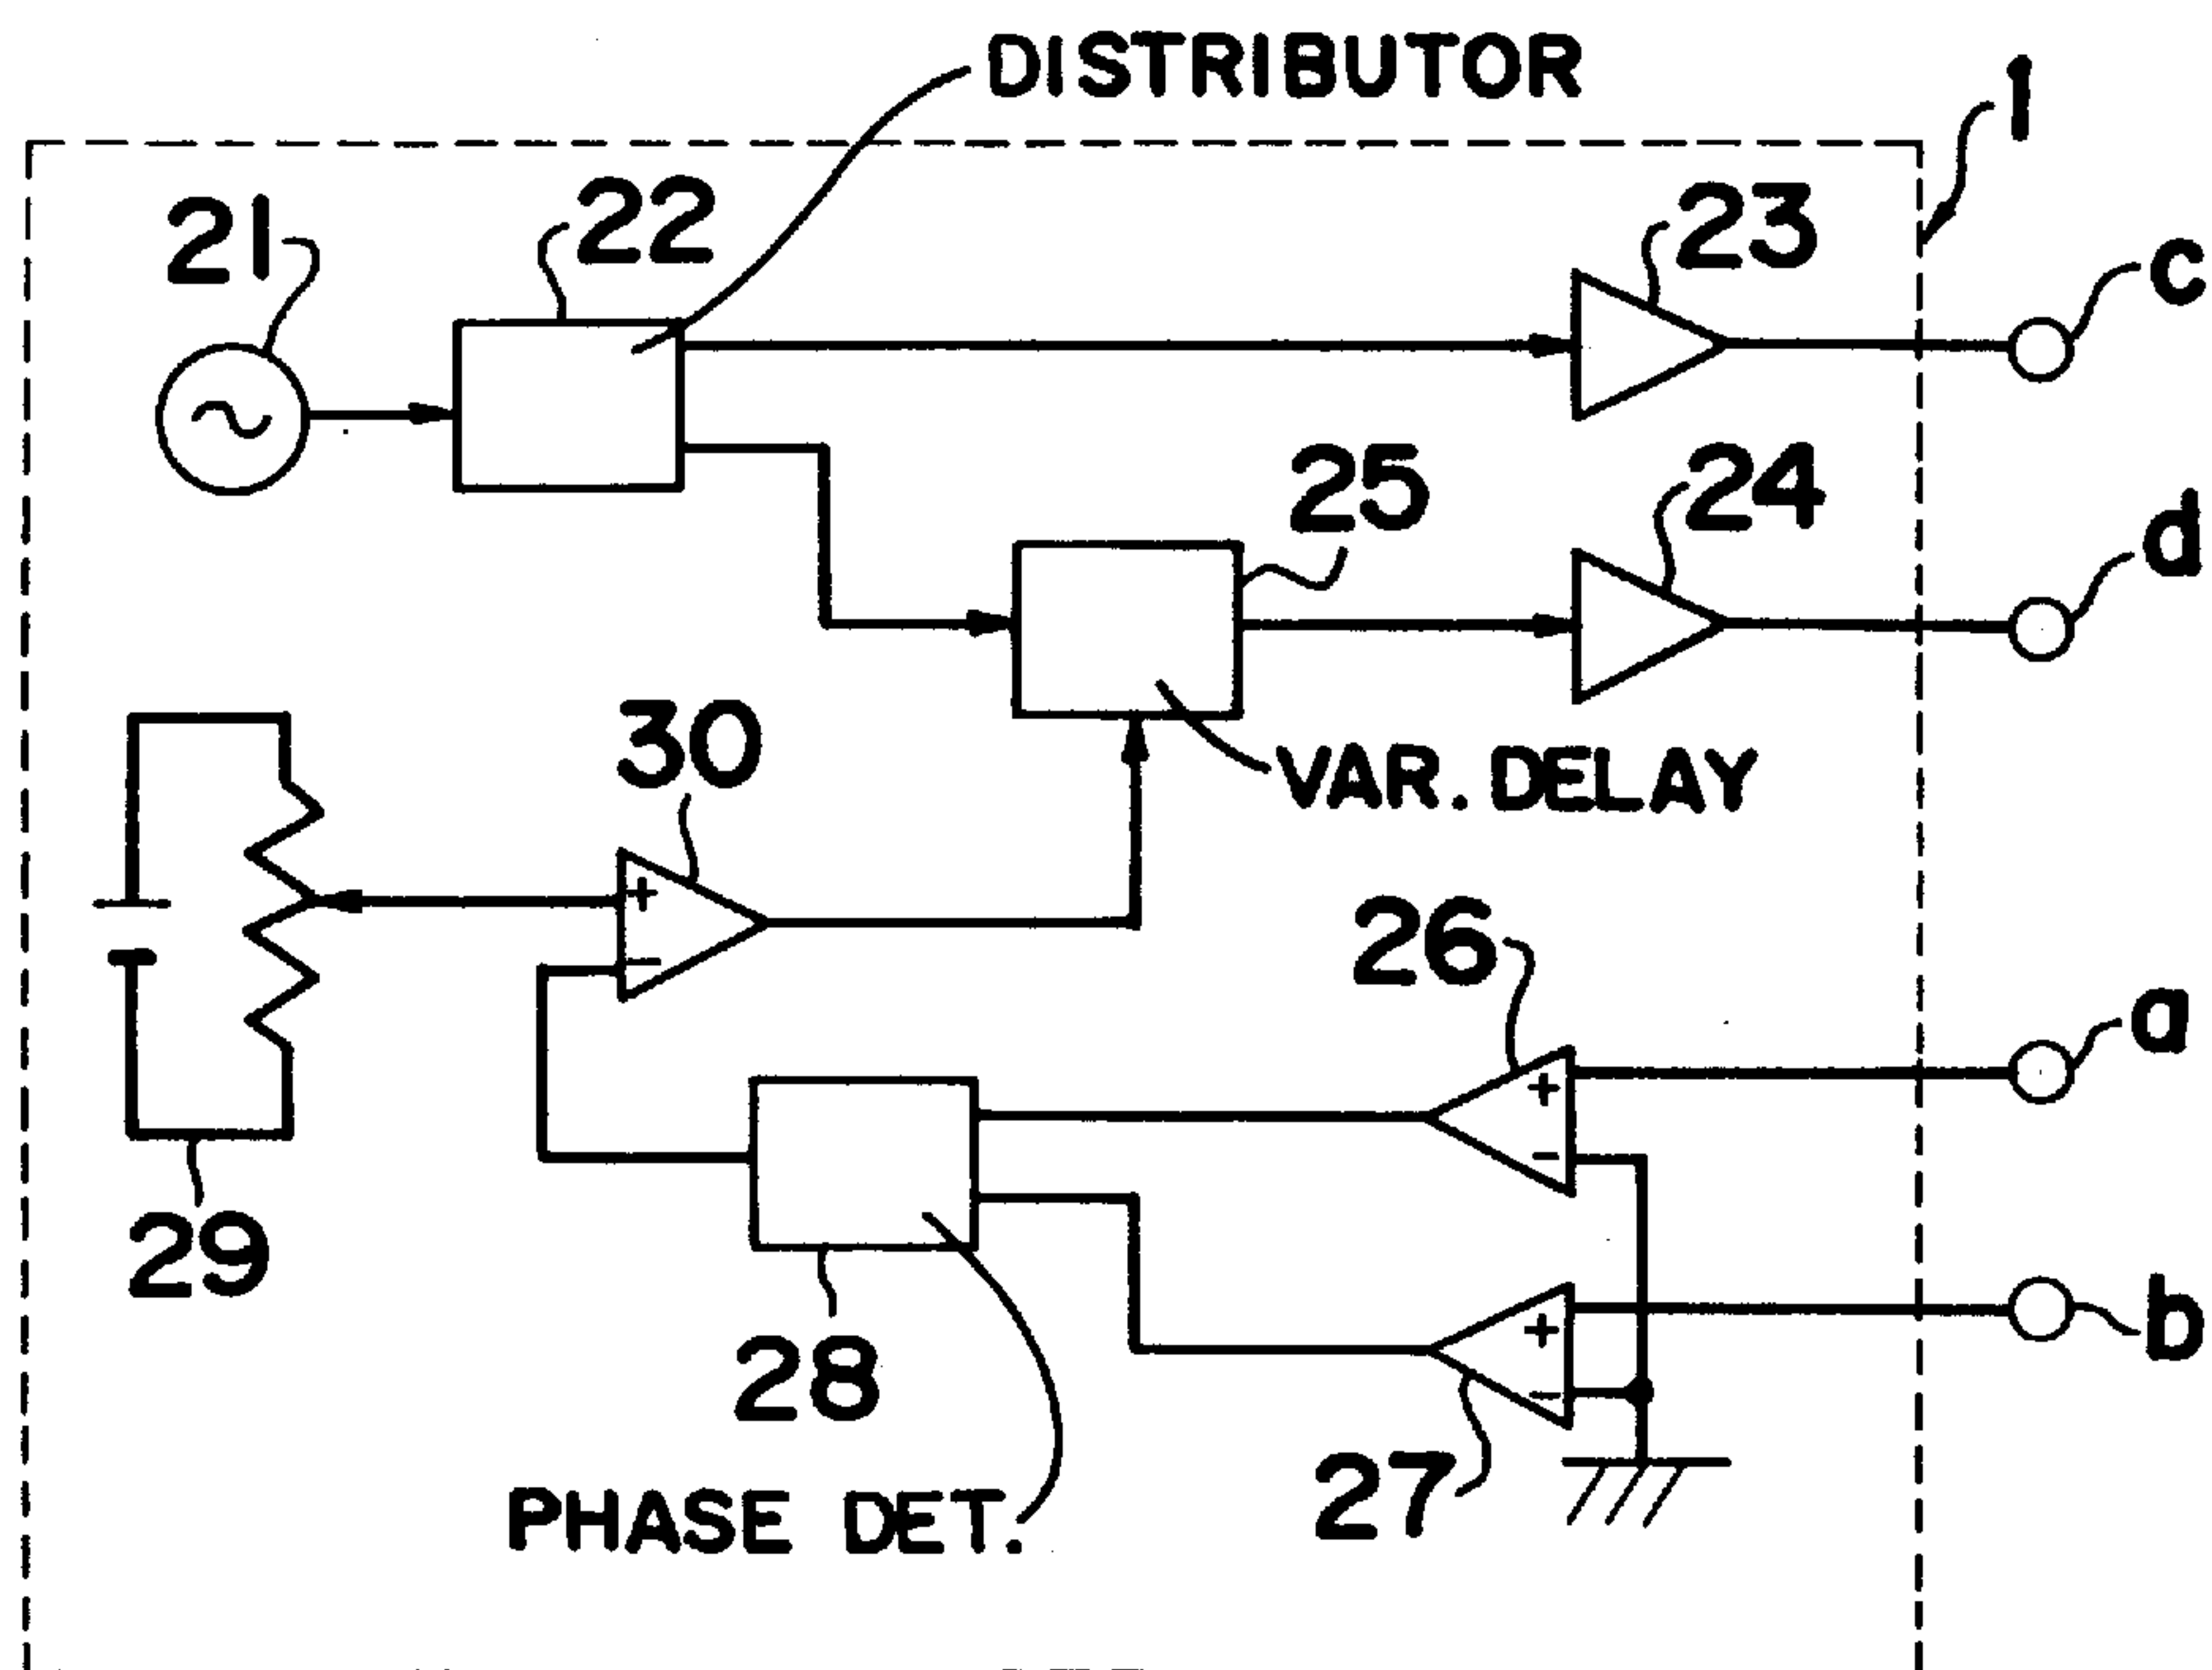 DISTRIBUTOR
1
21
22
23
c
25
24
d
30
VAR. DELAY
+
-
26
a
+
-
29
28
+
-
b
27
PHASE DET.